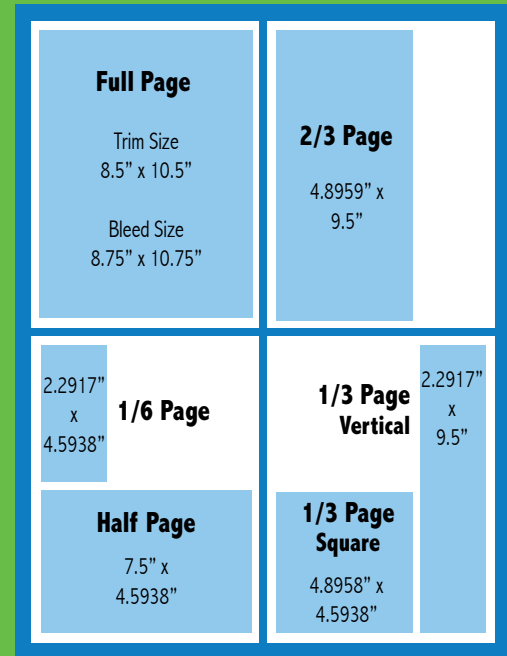 Full Page
Trim Size
8.5” x 10.5”
Bleed Size
8.75” x 10.75”
2/3 Page
4.8959” x
9.5”
2.2917”
x
4.5938”
1/6 Page
Half Page
7.5” x
4.5938”
1/3 Page
Vertical
2.2917”
x
9.5”
1/3 Page
Square
4.8958” x
4.5938”